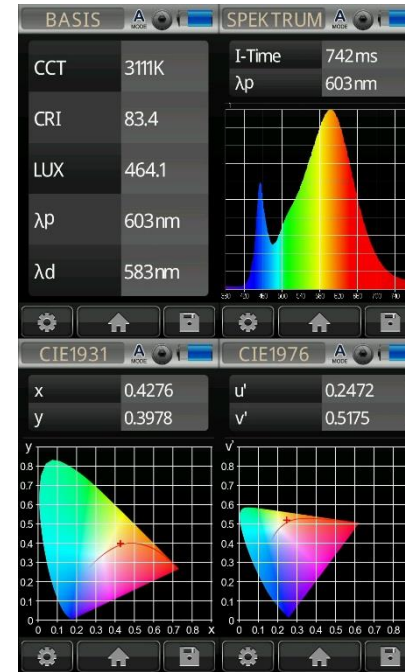 BASIS A MODE
CCT 3111K
CRI 83.4
LUX 464.1
λp 603nm
λd 583nm
SPEKTRUM A MODE
I-Time 742ms
λp 603nm
1
CIE1931 A MODE
x 0.4276
y 0.3978
y
0.8
0.7
0.6
0.5
0.4
0.3
0.2
0.1
0
0 0.1 0.2 0.3 0.4 0.5 0.6 0.7 0.8 x
CIE1976 A MODE
u' 0.2472
v' 0.5175
v'
0.8
0.7
0.6
0.5
0.4
0.3
0.2
0.1
0
0 0.1 0.2 0.3 0.4 0.5 0.6 0.7 0.8